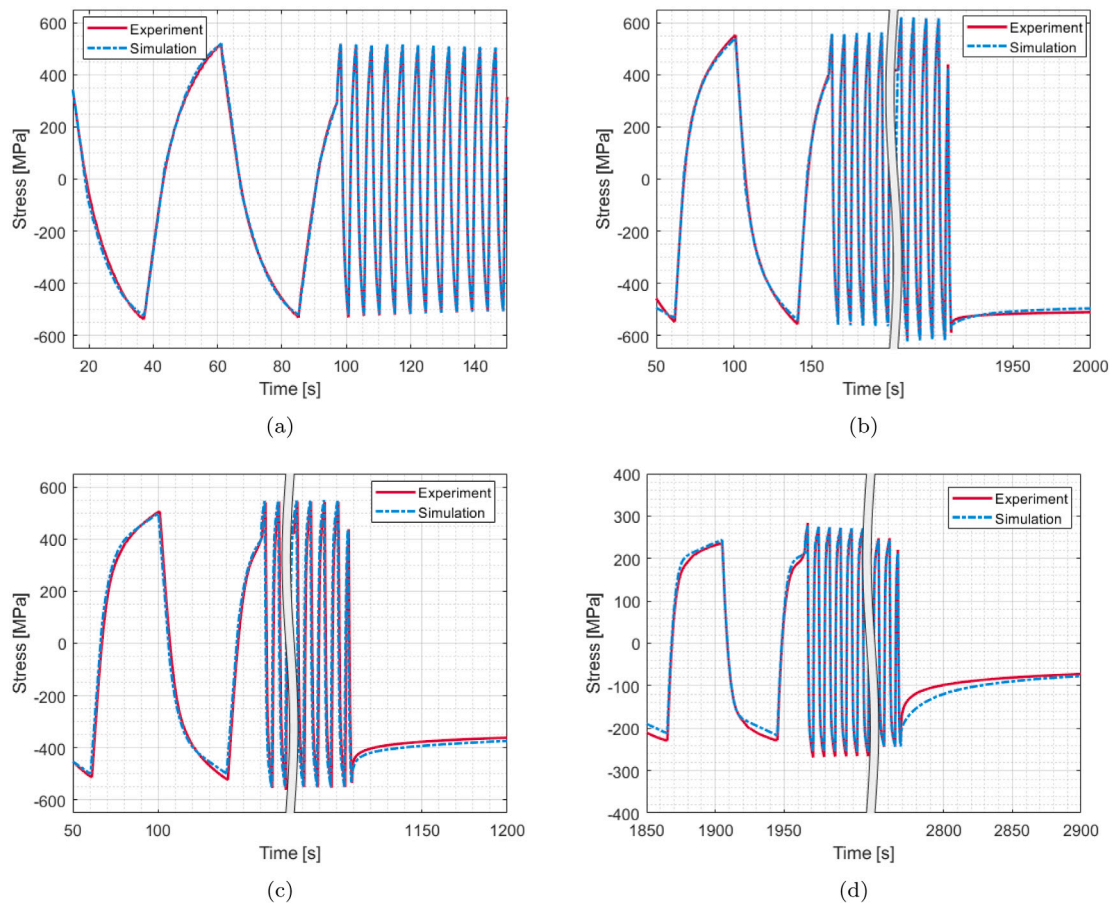 600
400
200
0
-200
-400
-600
Stress [MPa]
Experiment
Simulation
20 40 60 80 100 120 140
Time [s]
(a)
600
400
200
0
-200
-400
-600
Stress [MPa]
Experiment
Simulation
50 100 150 1950 2000
Time [s]
(b)
600
400
200
0
-200
-400
-600
Stress [MPa]
Experiment
Simulation
50 100 1150 1200
Time [s]
(c)
400
300
200
100
0
-100
-200
-300
-400
Stress [MPa]
Experiment
Simulation
1850 1900 1950 2800 2850 2900
Time [s]
(d)